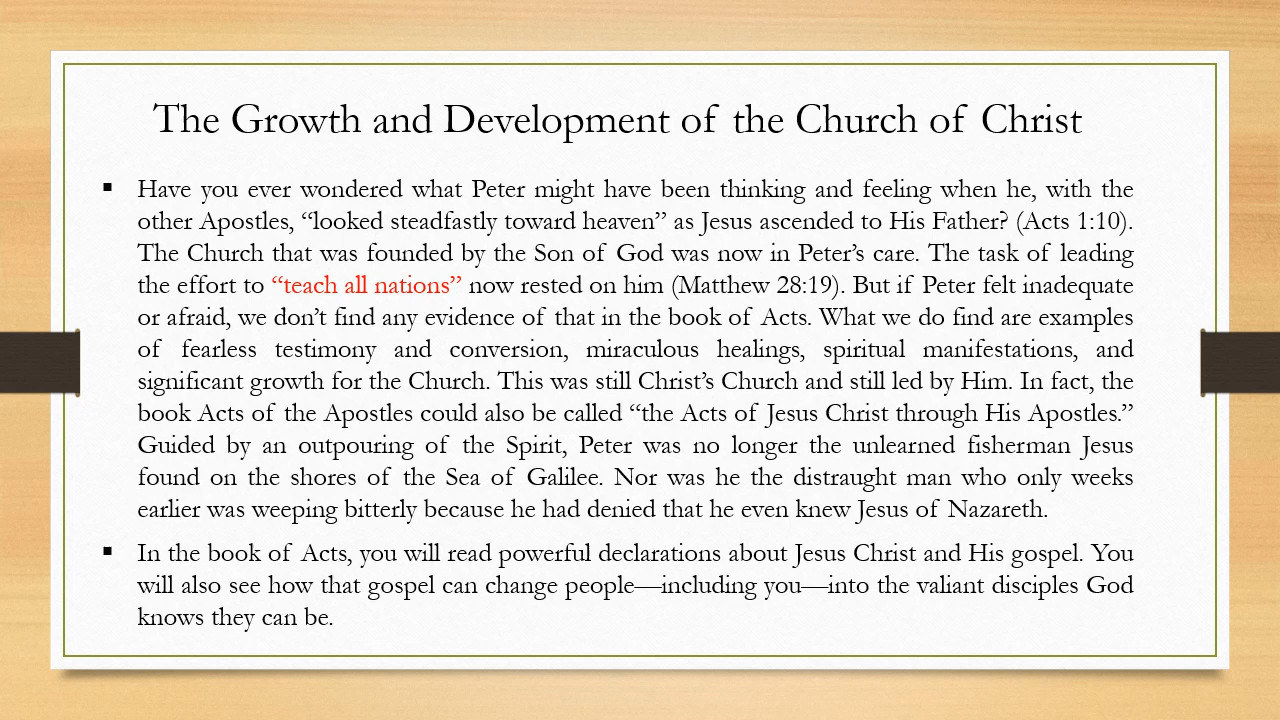 The Growth and Development of the Church of Christ
▪ Have you ever wondered what Peter might have been thinking and feeling when he, with the
other Apostles, “looked steadfastly toward heaven” as Jesus ascended to His Father? (Acts 1:10).
The Church that was founded by the Son of God was now in Peter’s care. The task of leading
the effort to “teach all nations” now rested on him (Matthew 28:19). But if Peter felt inadequate
or afraid, we don’t find any evidence of that in the book of Acts. What we do find are examples
of fearless testimony and conversion, miraculous healings, spiritual manifestations, and
significant growth for the Church. This was still Christ’s Church and still led by Him. In fact, the
book Acts of the Apostles could also be called “the Acts of Jesus Christ through His Apostles.”
Guided by an outpouring of the Spirit, Peter was no longer the unlearned fisherman Jesus
found on the shores of the Sea of Galilee. Nor was he the distraught man who only weeks
earlier was weeping bitterly because he had denied that he even knew Jesus of Nazareth.
▪ In the book of Acts, you will read powerful declarations about Jesus Christ and His gospel. You
will also see how that gospel can change people—including you—into the valiant disciples God
knows they can be.